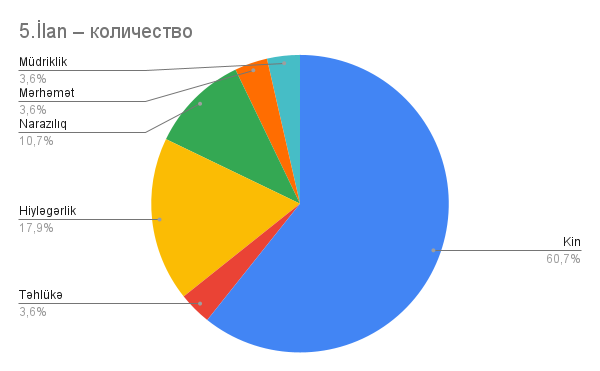 5.İlan – количество
Müdriklik
3,6%
Mərhəmət
3,6%
Narazılıq
10,7%
Hiyləgərlik
17,9%
Kin
60,7%
Təhlükə
3,6%